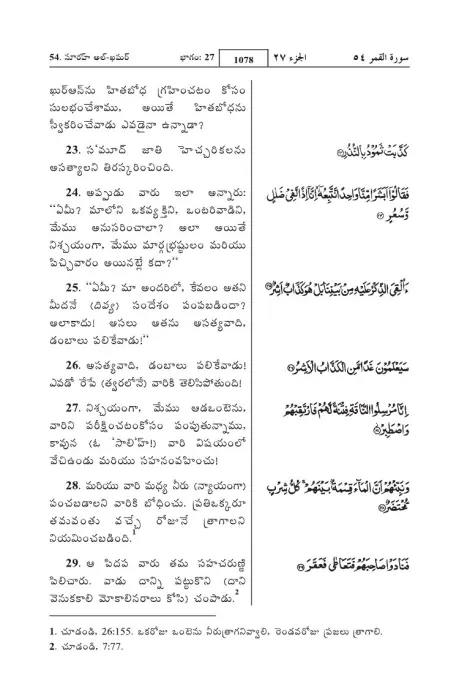 54. సూరహ్ అల్-ఖమర్ భాగం: 27 1078 الجزء ٢٧ سورة القمر ٥٤
ఖుర్ఆన్‌ను హితబోధ గ్రహించటం కోసం
సులభంచేశాము, అయితే హితబోధను
స్వీకరించేవాడు ఎవడైనా ఉన్నాడా?
23. స'మూద్ జాతి హెచ్చరికలను
అసత్యాలని తిరస్కరించింది.
كَذَّبَتْ ثَمُودُ بِالنُّذُرِ ۝
24. అప్పుడు వారు ఇలా అన్నారు:
“ఏమీ? మాలోని ఒకవ్యక్తిని, ఒంటరివాడిని,
మేము అనుసరించాలా? అలా అయితే
నిశ్చయంగా, మేము మార్గభ్రష్టులం మరియు
పిచ్చివారం అయినట్లే కదా?“
فَقَالُوْٓا اَبَشَرًا مِّنَّا وَاحِدًا نَّتَّبِعُهٗٓ اِنَّآ اِذًا لَّفِيْ ضَلٰلٍ
وَّسُعُرٍ ۝
25. “ఏమీ? మా అందరిలో, కేవలం అతని
మీదనే (దివ్య) సందేశం పంపబడిందా?
అలాకాదు! అసలు అతను అసత్యవాది,
డంబాలు పలికేవాడు!“
ءَاُلْقِيَ الذِّكْرُ عَلَيْهِ مِنْۢ بَيْنِنَا بَلْ هُوَ كَذَّابٌ اَشِرٌ ۝
26. అసత్యవాది, డంబాలు పలికేవాడు!
ఎవడో రేపే (త్వరలోనే) వారికి తెలిసిపోతుంది!
سَيَعْلَمُوْنَ غَدًا مَّنِ الْكَذَّابُ الْاَشِرُ ۝
27. నిశ్చయంగా, మేము ఆడఒంటెను,
వారిని పరీక్షించటంకోసం పంపుతున్నాము,
కావున (ఓ 'సాలి'హ్!) వారి విషయంలో
వేచిఉండు మరియు సహనంవహించు!
اِنَّا مُرْسِلُوا النَّاقَةِ فِتْنَةً لَّهُمْ فَارْتَقِبْهُمْ
وَاصْطَبِرْ ۝
28. మరియు వారి మధ్య నీరు (న్యాయంగా)
పంచబడాలని వారికి బోధించు. ప్రతిఒక్కరూ
తమవంతు వచ్చే రోజునే త్రాగాలని
నియమించబడింది.1
وَنَبِّئْهُمْ اَنَّ الْمَآءَ قِسْمَةٌۢ بَيْنَهُمْ ۚ كُلُّ شِرْبٍ
مُّحْتَضَرٌ ۝
29. ఆ పిదప వారు తమ సహచరుణ్ణి
పిలిచారు. వాడు దాన్ని పట్టుకొని (దాని
వెనుకకాలి మోకాలినరాలు కోసి) చంపాడు.2
فَنَادَوْا صَاحِبَهُمْ فَتَعَاطٰى فَعَقَرَ ۝
1. చూడండి, 26:155. ఒకరోజు ఒంటెను నీరుత్రాగనివ్వాలి, రెండవరోజు ప్రజలు త్రాగాలి.
2. చూడండి, 7:77.